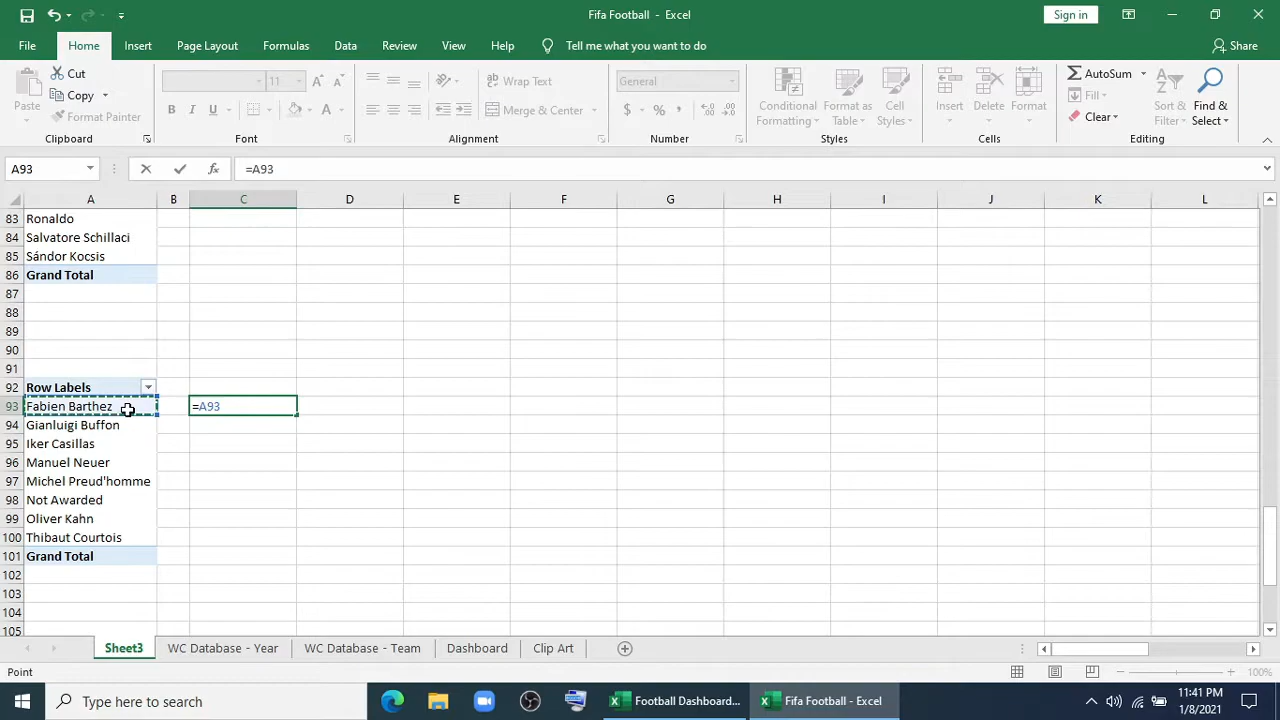 Fifa Football - Excel
Sign in
File Home Insert Page Layout Formulas Data Review View Help Tell me what you want to do Share
Paste Cut Copy Format Painter Clipboard
11 A A B I U A Font
ab Wrap Text Merge & Center Alignment
General $ % , .00 Number
Conditional Formatting Format as Table Cell Styles Styles
Insert Delete Format Cells
AutoSum Fill Clear Sort & Filter Find & Select Editing
A93 fx =A93
A B C D E F G H I J K L
83 Ronaldo
84 Salvatore Schillaci
85 Sándor Kocsis
86 Grand Total
87
88
89
90
91
92 Row Labels
93 Fabien Barthez =A93
94 Gianluigi Buffon
95 Iker Casillas
96 Manuel Neuer
97 Michel Preud'homme
98 Not Awarded
99 Oliver Kahn
100 Thibaut Courtois
101 Grand Total
102
103
104
105
Sheet3 WC Database - Year WC Database - Team Dashboard Clip Art
Point 100%
Type here to search Football Dashboard... Fifa Football - Excel 11:41 PM
1/8/2021